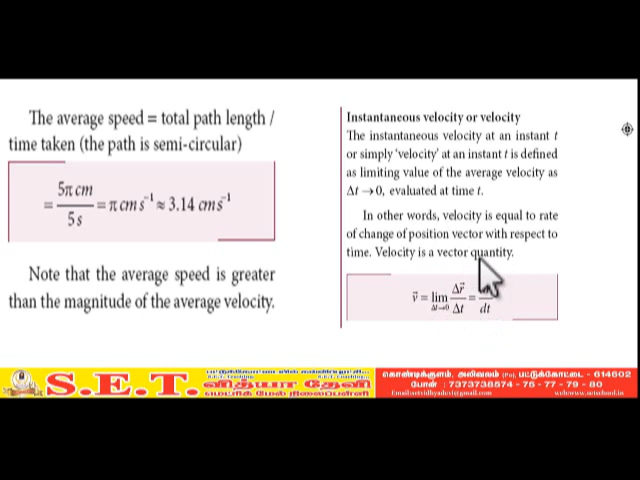 The average speed = total path length /
time taken (the path is semi-circular)
= 5π cm / 5 s = π cm s⁻¹ ≈ 3.14 cm s⁻¹
Note that the average speed is greater
than the magnitude of the average velocity.
Instantaneous velocity or velocity
The instantaneous velocity at an instant t
or simply 'velocity' at an instant t is defined
as limiting value of the average velocity as
Δt → 0, evaluated at time t.
In other words, velocity is equal to rate
of change of position vector with respect to
time. Velocity is a vector quantity.
v⃗ = lim Δt→0 Δr⃗ / Δt = / dt
S.E.T. வித்யா தேவி
மெட்ரிக் மேல் நிலைப்பள்ளி
கொண்டிக்குளம், அலிவலம் (Po), பட்டுக்கோட்டை - 614602
போன் : 7373738574 - 75 - 77 - 79 - 80